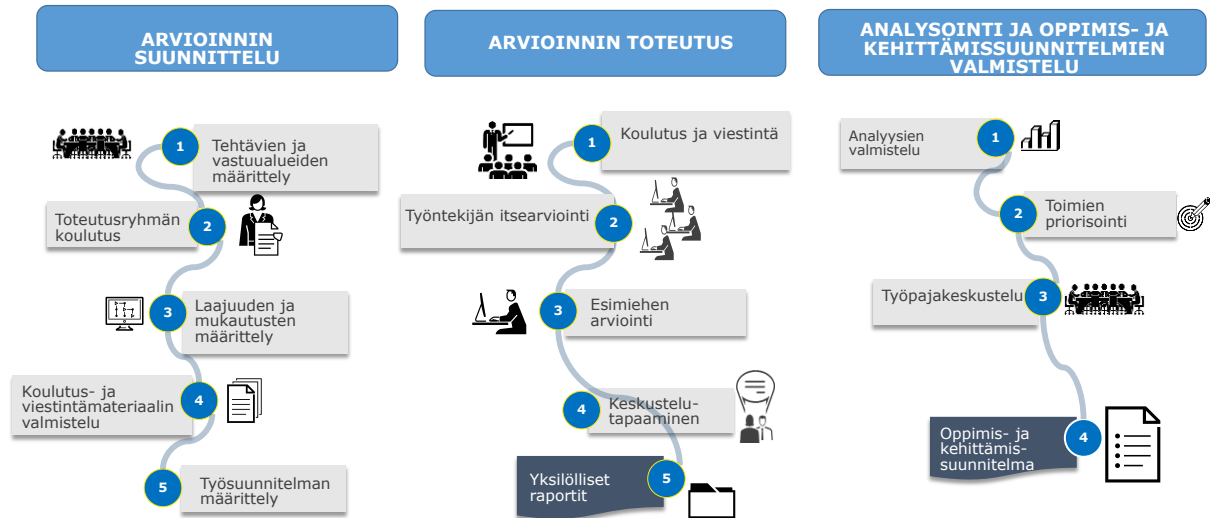 ARVIOINNIN
SUUNNITTELU
1
Tehtävien ja
vastuualueiden
määrittely
Toteutusryhmän
koulutus
2
3
Laajuuden ja
mukautusten
määrittely
Koulutus- ja
viestintämateriaalin
valmistelu
4
5
Työsuunnitelman
määrittely
ARVIOINNIN TOTEUTUS
1
Koulutus ja viestintä
Työntekijän itsearviointi
2
3
Esimiehen
arviointi
4
Keskustelu-
tapaaminen
Yksilölliset
raportit
5
ANALYSOINTI JA OPPIMIS- JA
KEHITTÄMISSUUNNITELMIEN
VALMISTELU
Analyysien
valmistelu
1
2
Toimien
priorisointi
Työpajakeskustelu
3
Oppimis- ja
kehittämis-
suunnitelma
4